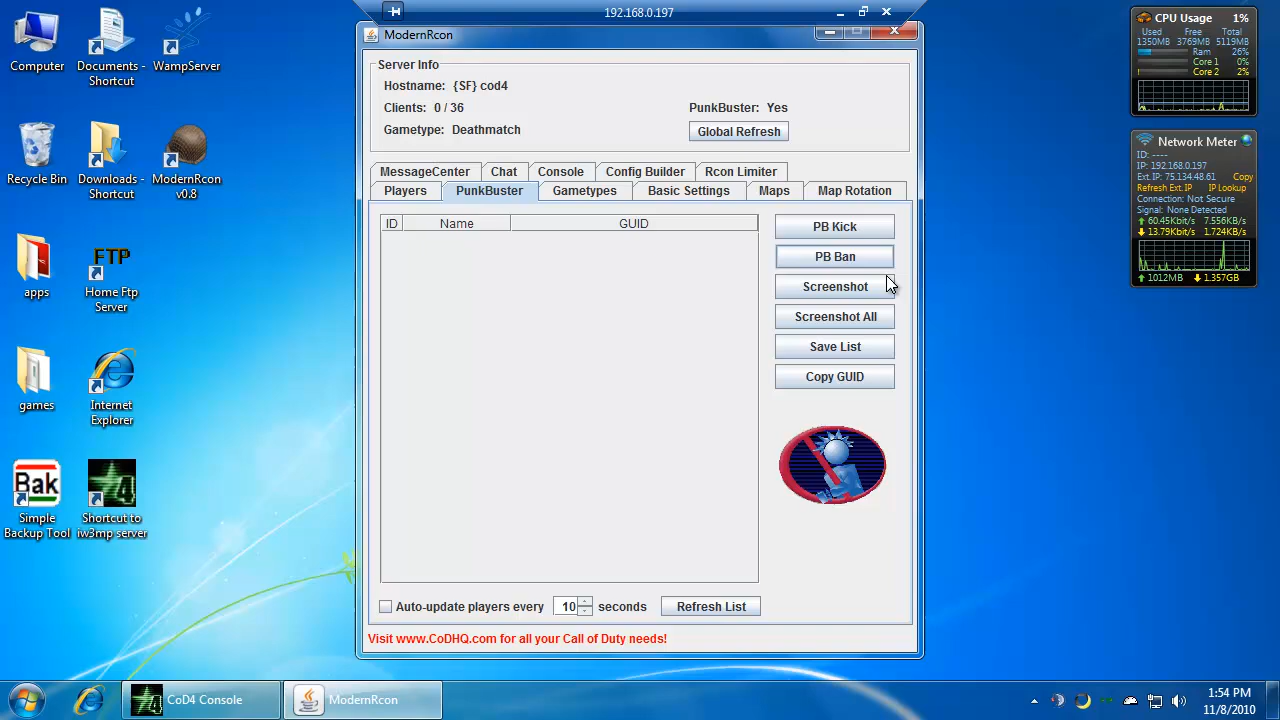 192.168.0.197
ModernRcon
Server Info
Hostname: {SF} cod4
Clients: 0 / 36
PunkBuster: Yes
Gametype: Deathmatch
Global Refresh
MessageCenter
Chat
Console
Config Builder
Rcon Limiter
Players
PunkBuster
Gametypes
Basic Settings
Maps
Map Rotation
ID
Name
GUID
PB Kick
PB Ban
Screenshot
Screenshot All
Save List
Copy GUID
Auto-update players every
10
seconds
Refresh List
Visit www.CoDHQ.com for all your Call of Duty needs!
Computer
Documents -
Shortcut
WampServer
Recycle Bin
Downloads -
Shortcut
ModernRcon
v0.8
apps
FTP
Home Ftp
Server
games
Internet
Explorer
Bak
Simple
Backup Tool
4
Shortcut to
iw3mp server
CPU Usage 1%
Used Free Total
1350MB 3769MB 5119MB
Ram 26%
Core 1 0%
Core 2 2%
Network Meter
ID: ----
IP: 192.168.0.197
Ext.IP: 75.134.48.61 Copy
Refresh Ext.IP IP Lookup
Connection: Not Secure
Signal: None Detected
60.45Kbit/s 7.556KB/s
13.79Kbit/s 1.724KB/s
1012MB 1.357GB
CoD4 Console
ModernRcon
1:54 PM
11/8/2010